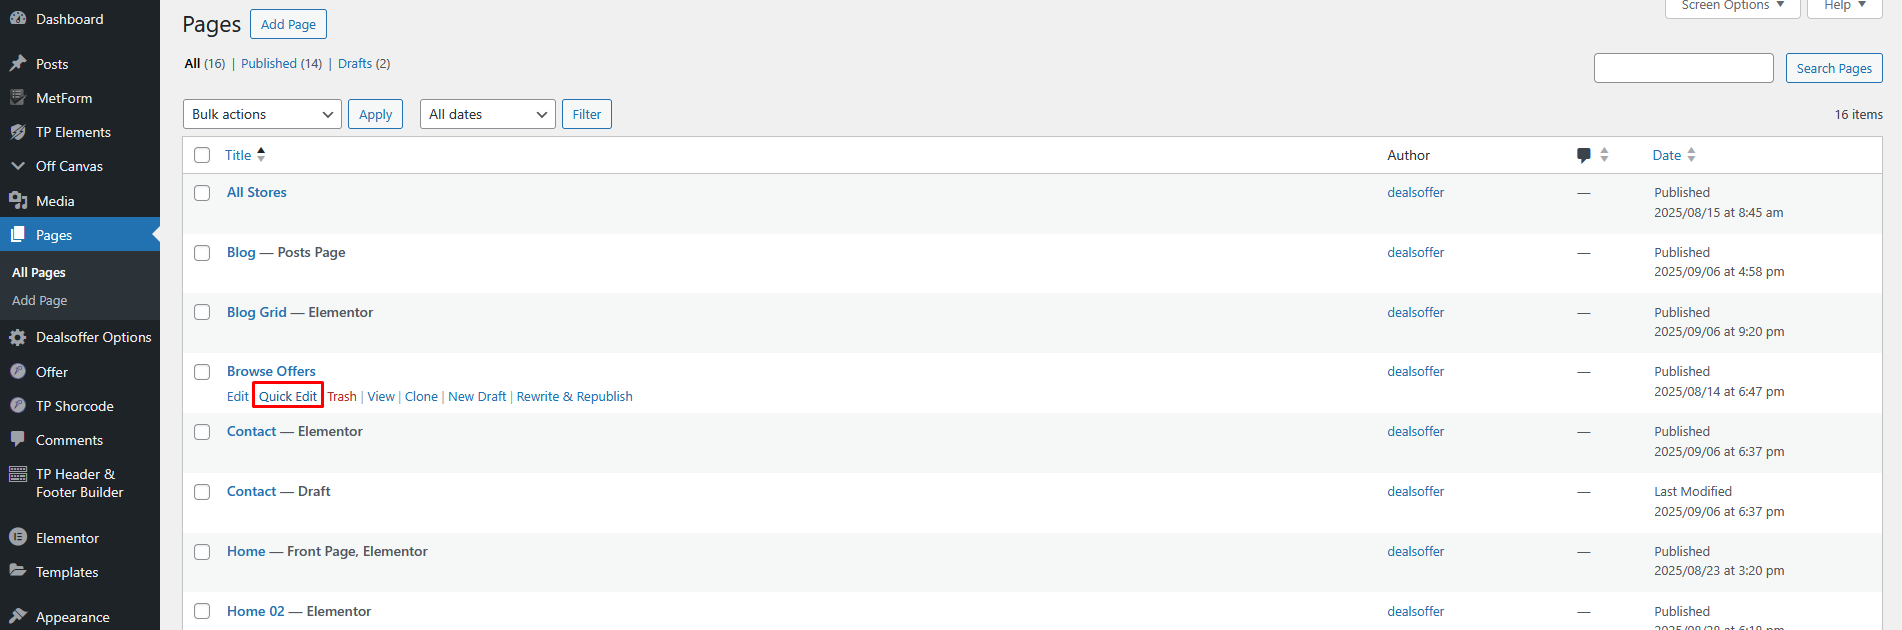 Dashboard
Posts
MetForm
TP Elements
Off Canvas
Media
Pages
All Pages
Add Page
Dealsoffer Options
Offer
TP Shorcode
Comments
TP Header &
Footer Builder
Elementor
Templates
Appearance
Screen Options
Help
Pages Add Page
All (16) | Published (14) | Drafts (2)
Search Pages
Bulk actions Apply All dates Filter
16 items
Title Author Date
All Stores dealsoffer — Published
2025/08/15 at 8:45 am
Blog — Posts Page dealsoffer — Published
2025/09/06 at 4:58 pm
Blog Grid — Elementor dealsoffer — Published
2025/09/06 at 9:20 pm
Browse Offers dealsoffer — Published
Edit Quick Edit Trash | View | Clone | New Draft | Rewrite & Republish 2025/08/14 at 6:47 pm
Contact — Elementor dealsoffer — Published
2025/09/06 at 6:37 pm
Contact — Draft dealsoffer — Last Modified
2025/09/06 at 6:37 pm
Home — Front Page, Elementor dealsoffer — Published
2025/08/23 at 3:20 pm
Home 02 — Elementor dealsoffer — Published